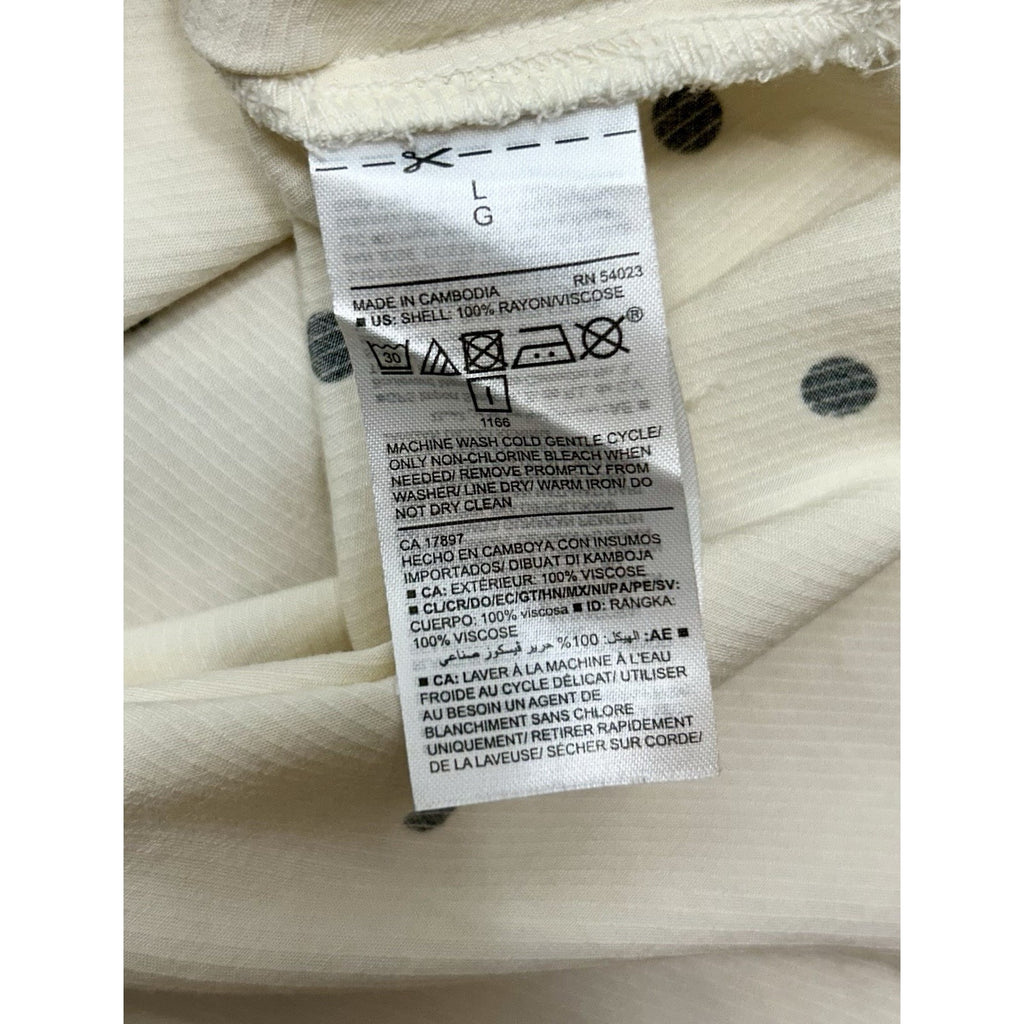 L
G
MADE IN CAMBODIA RN 54023
■ US: SHELL: 100% RAYON/VISCOSE
30
®
I
1166
MACHINE WASH COLD GENTLE CYCLE/
ONLY NON-CHLORINE BLEACH WHEN
NEEDED/ REMOVE PROMPTLY FROM
WASHER/ LINE DRY/ WARM IRON/ DO
NOT DRY CLEAN
CA 17897
HECHO EN CAMBOYA CON INSUMOS
IMPORTADOS/ DIBUAT DI KAMBOJA
■ CA: EXTÉRIEUR: 100% VISCOSE
■ CL/CR/DO/EC/GT/HN/MX/NI/PA/PE/SV:
CUERPO: 100% viscosa ■ ID: RANGKA:
100% VISCOSE
■ AE: الهيكل: 100% حرير ڤيسكوز صناعي
■ CA: LAVER À LA MACHINE À L'EAU
FROIDE AU CYCLE DÉLICAT/ UTILISER
AU BESOIN UN AGENT DE
BLANCHIMENT SANS CHLORE
UNIQUEMENT/ RETIRER RAPIDEMENT
DE LA LAVEUSE/ SÉCHER SUR CORDE/